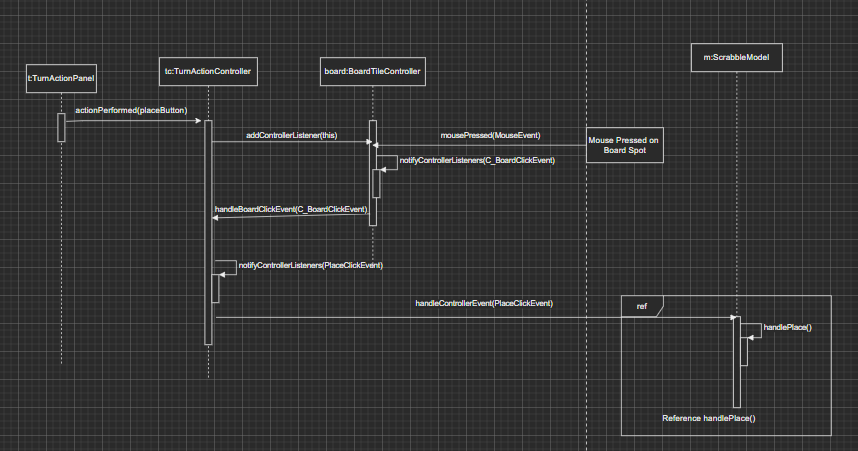 t:TurnActionPanel
tc:TurnActionController
board:BoardTileController
m:ScrabbleModel
actionPerformed(placeButton)
addControllerListener(this)
mousePressed(MouseEvent)
Mouse Pressed on
Board Spot
notifyControllerListeners(C_BoardClickEvent)
handleBoardClickEvent(C_BoardClickEvent)
notifyControllerListeners(PlaceClickEvent)
handleControllerEvent(PlaceClickEvent)
ref
handlePlace()
Reference handlePlace()